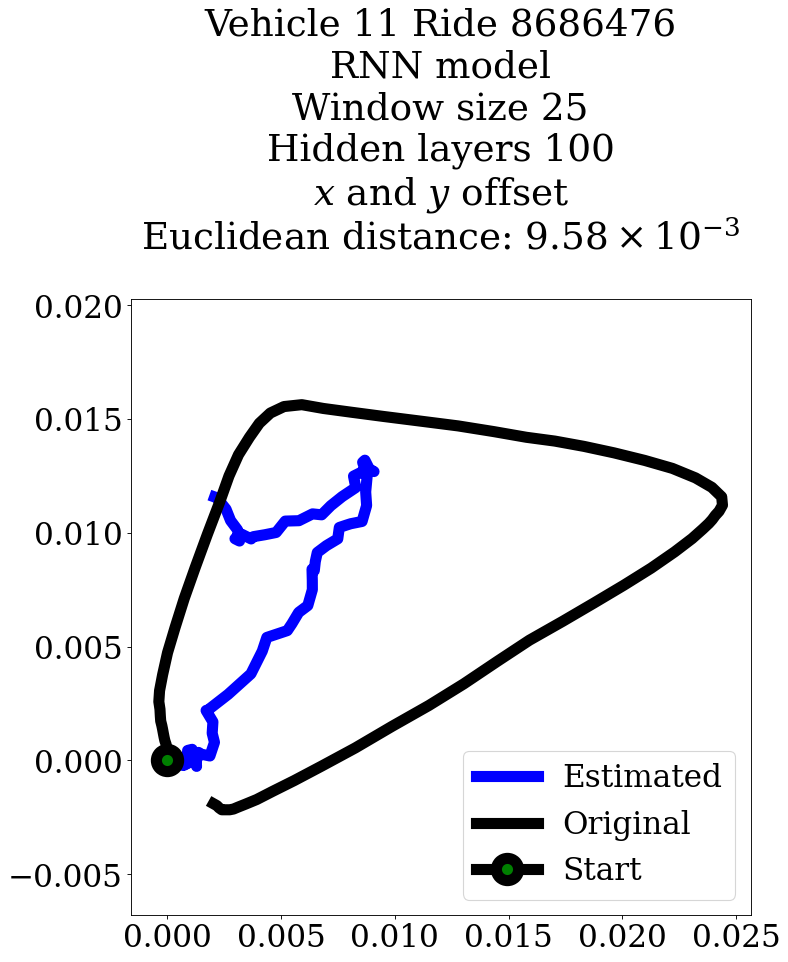 Vehicle 11 Ride 8686476
RNN model
Window size 25
Hidden layers 100
x and y offset
Euclidean distance: 9.58 × 10⁻³
0.020
0.015
0.010
0.005
0.000
−0.005
0.000 0.005 0.010 0.015 0.020 0.025
Estimated
Original
Start